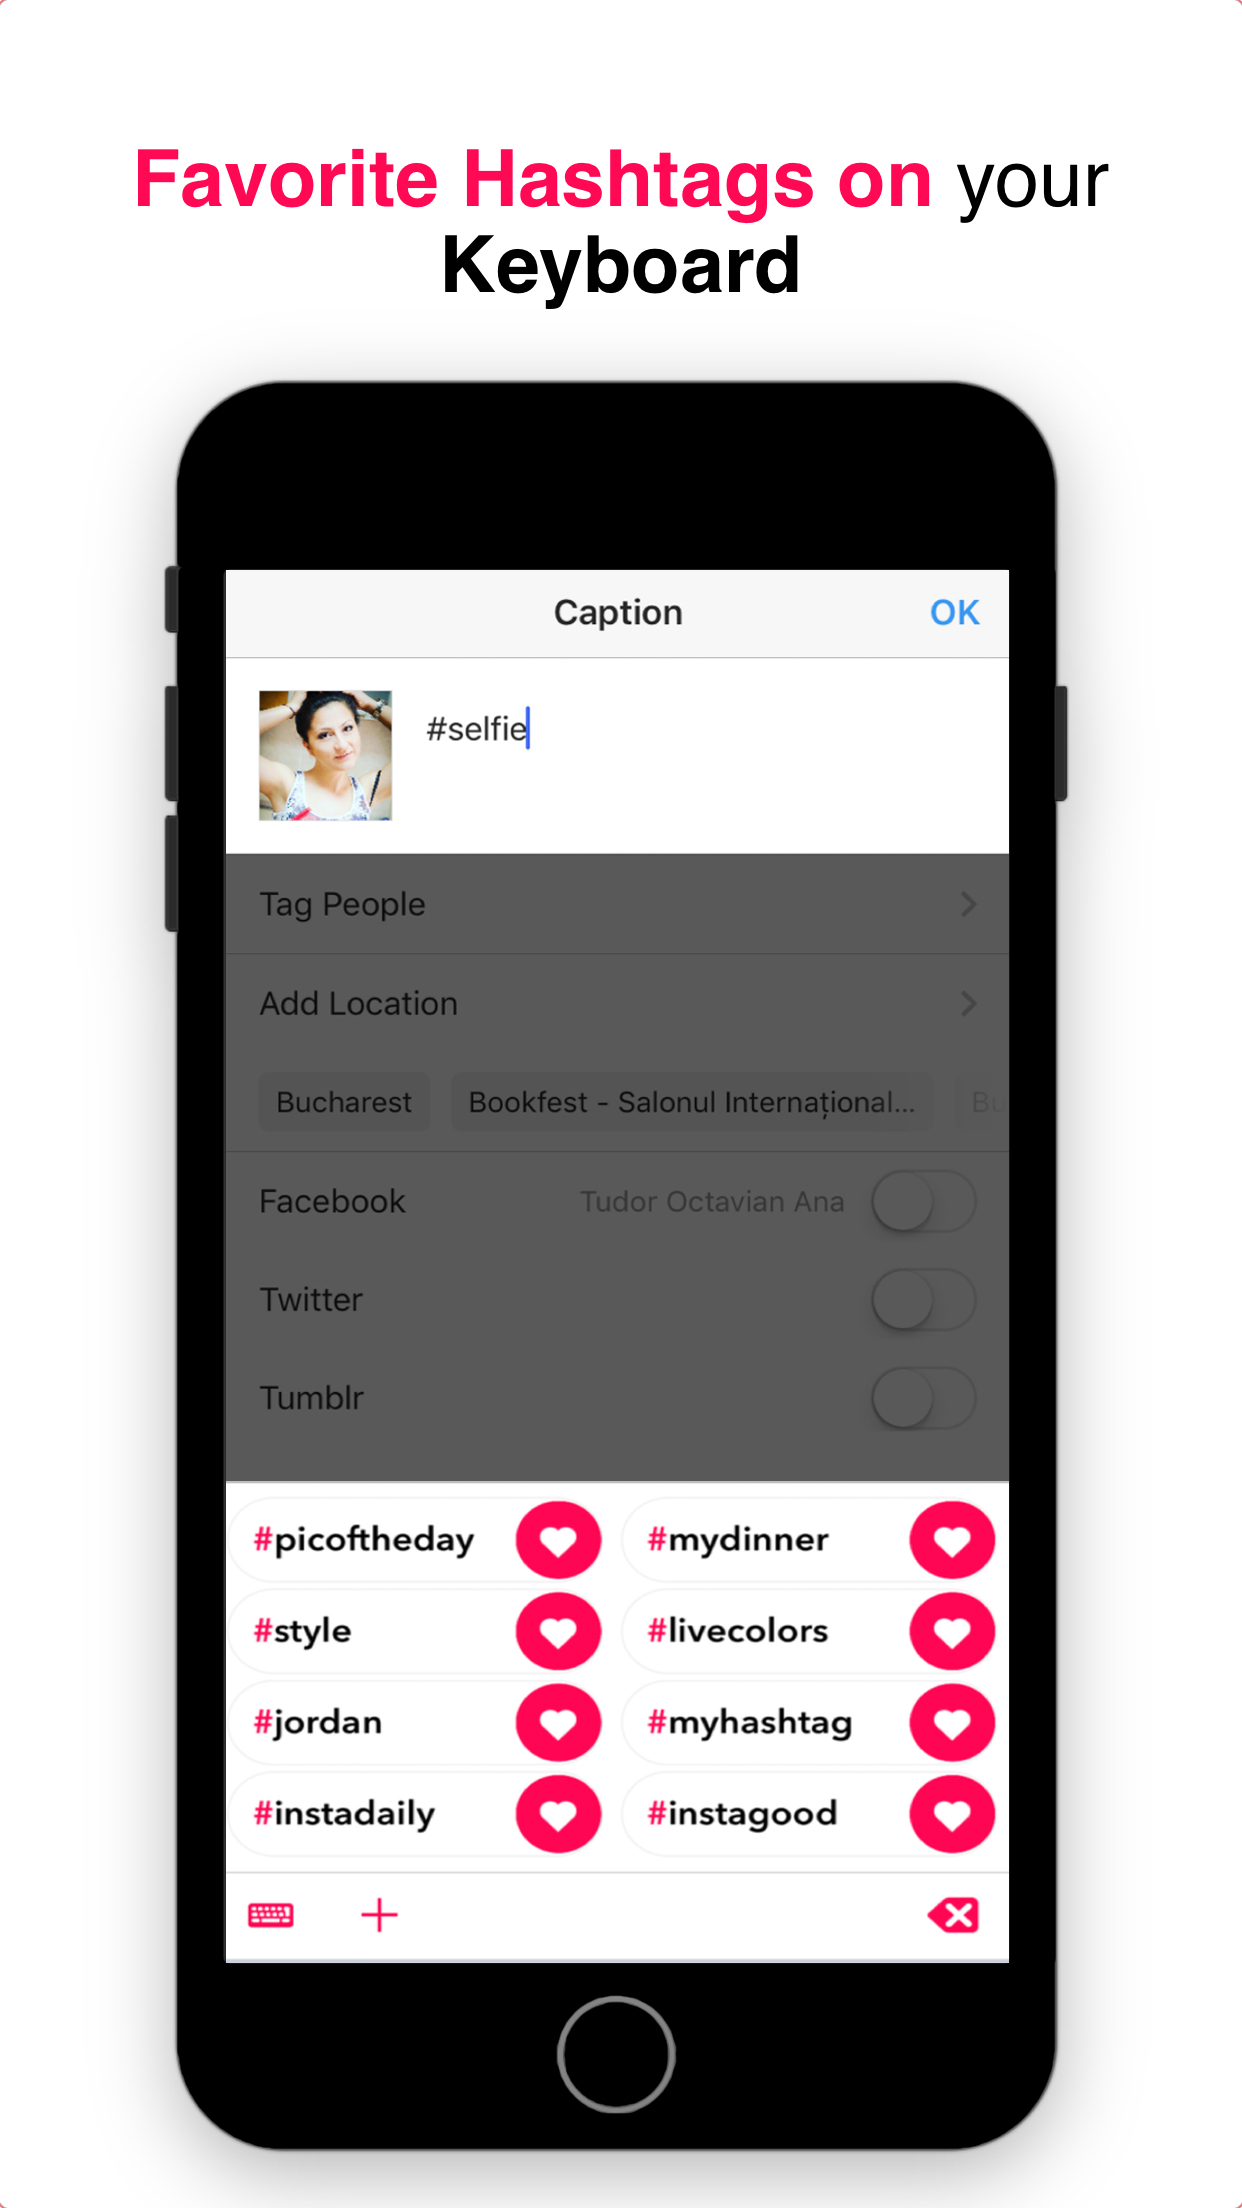 Favorite Hashtags on your
Keyboard
Caption
OK
#selfie
Tag People
Add Location
Bucharest
Bookfest - Salonul Internațional...
Bu
Facebook
Tudor Octavian Ana
Twitter
Tumblr
#picoftheday
#mydinner
#style
#livecolors
#jordan
#myhashtag
#instadaily
#instagood